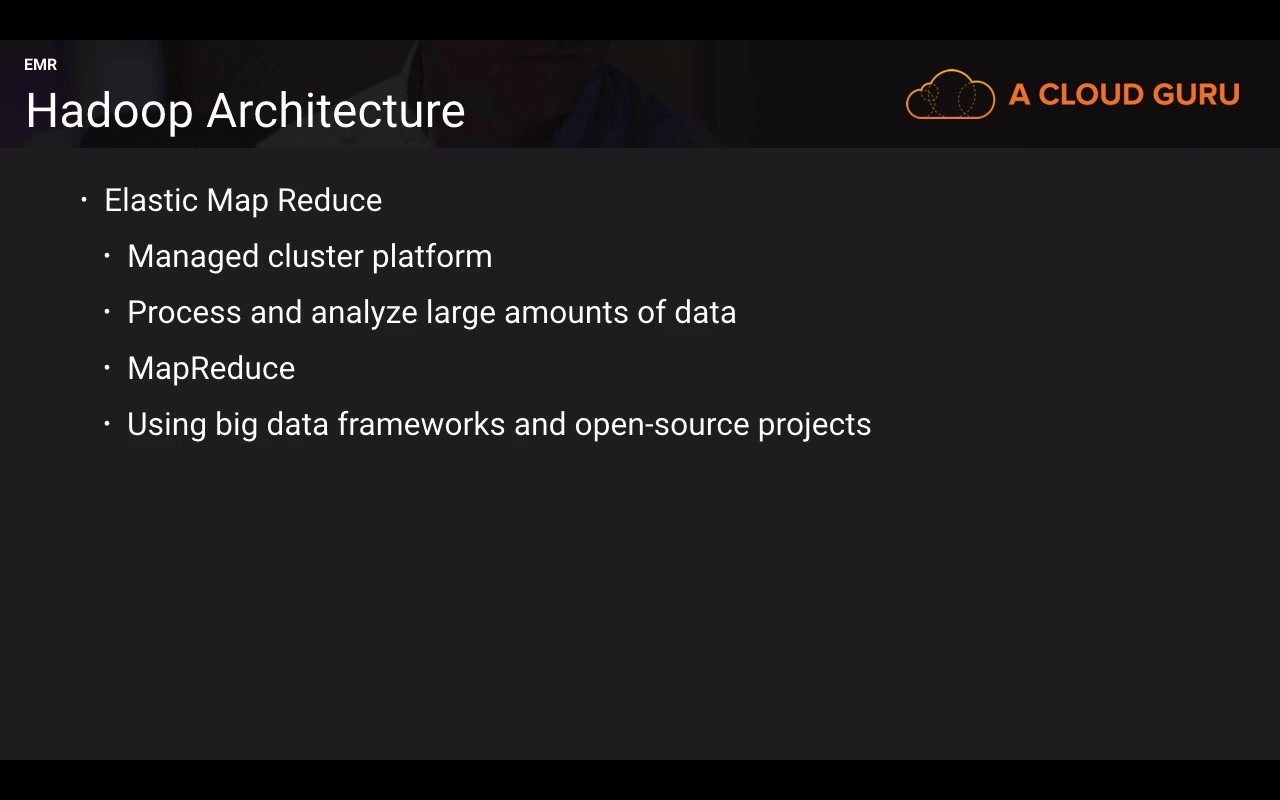 EMR
Hadoop Architecture
A CLOUD GURU
• Elastic Map Reduce
• Managed cluster platform
• Process and analyze large amounts of data
• MapReduce
• Using big data frameworks and open-source projects